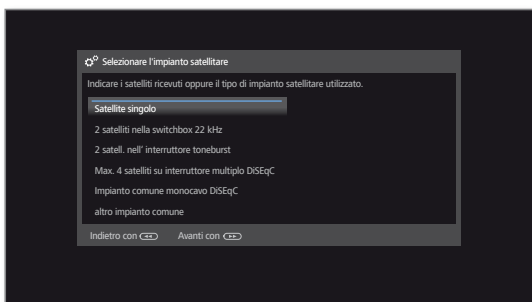 Selezionare l'impianto satellitare
Indicare i satelliti ricevuti oppure il tipo di impianto satellitare utilizzato.
Satellite singolo
2 satelliti nella switchbox 22 kHz
2 satell. nell' interruttore toneburst
Max. 4 satelliti su interruttore multiplo DiSEqC
Impianto comune monocavo DiSEqC
altro impianto comune
Indietro con Avanti con